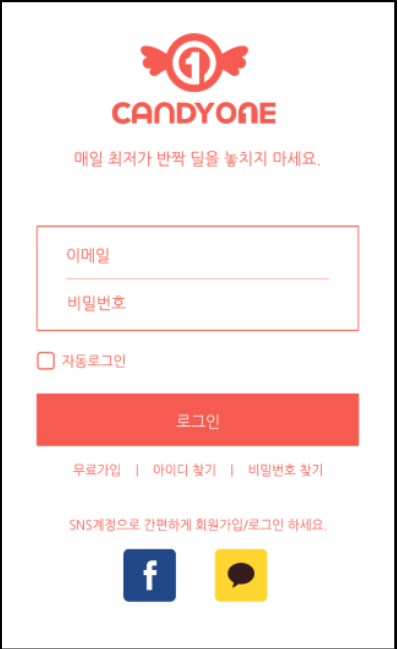 1
CANDYONE
매일 최저가 반짝 딜을 놓치지 마세요.
이메일
비밀번호
자동로그인
로그인
무료가입 | 아이디 찾기 | 비밀번호 찾기
SNS계정으로 간편하게 회원가입/로그인 하세요.
f